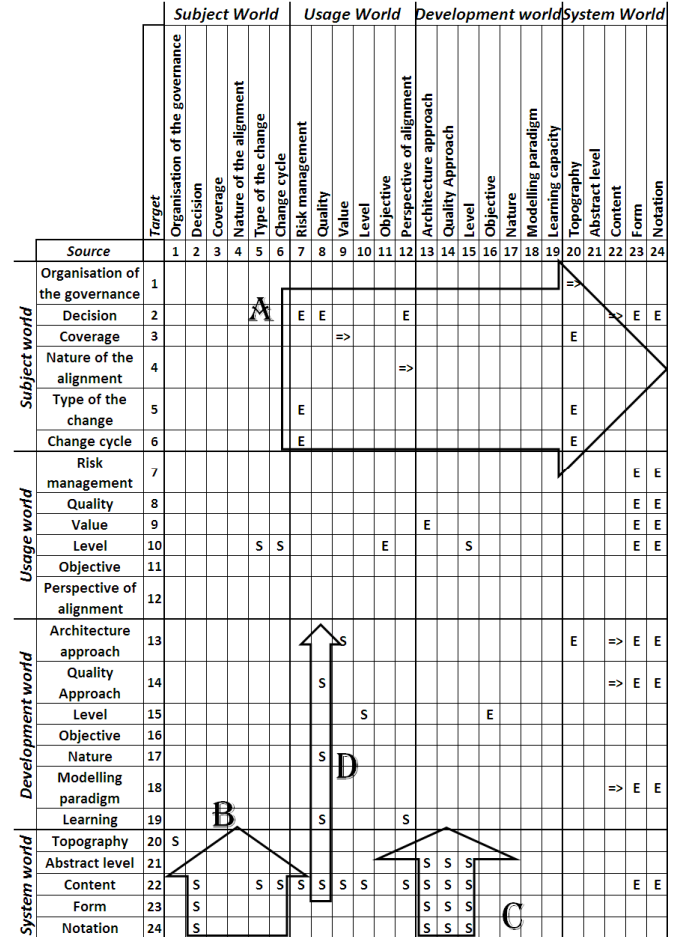 Subject World Usage World Development world System World
Target
Organisation of the governance
Decision
Coverage
Nature of the alignment
Type of the change
Change cycle
Risk management
Quality
Value
Level
Objective
Perspective of alignment
Architecture approach
Quality Approach
Level
Objective
Nature
Modelling paradigm
Learning capacity
Topography
Abstract level
Content
Form
Notation
Source 1 2 3 4 5 6 7 8 9 10 11 12 13 14 15 16 17 18 19 20 21 22 23 24
Subject world
Organisation of
the governance 1 =>
A
Decision 2 E E E => E E
Coverage 3 => E
Nature of the
alignment 4 =>
Type of the
change 5 E E
Change cycle 6 E E
Usage world
Risk
management 7 E E
Quality 8 E E
Value 9 E E E
Level 10 S S E S E E
Objective 11
Perspective of
alignment 12
Development world
Architecture
approach 13 S E => E E
Quality
Approach 14 S => E E
Level 15 S E
Objective 16
Nature 17 S
D
Modelling
paradigm 18 => E E
B
Learning 19 S S
System world
Topography 20 S
Abstract level 21 S S S
Content 22 S S S S S S S S S S S E E
Form 23 S S S S
C
Notation 24 S S S S